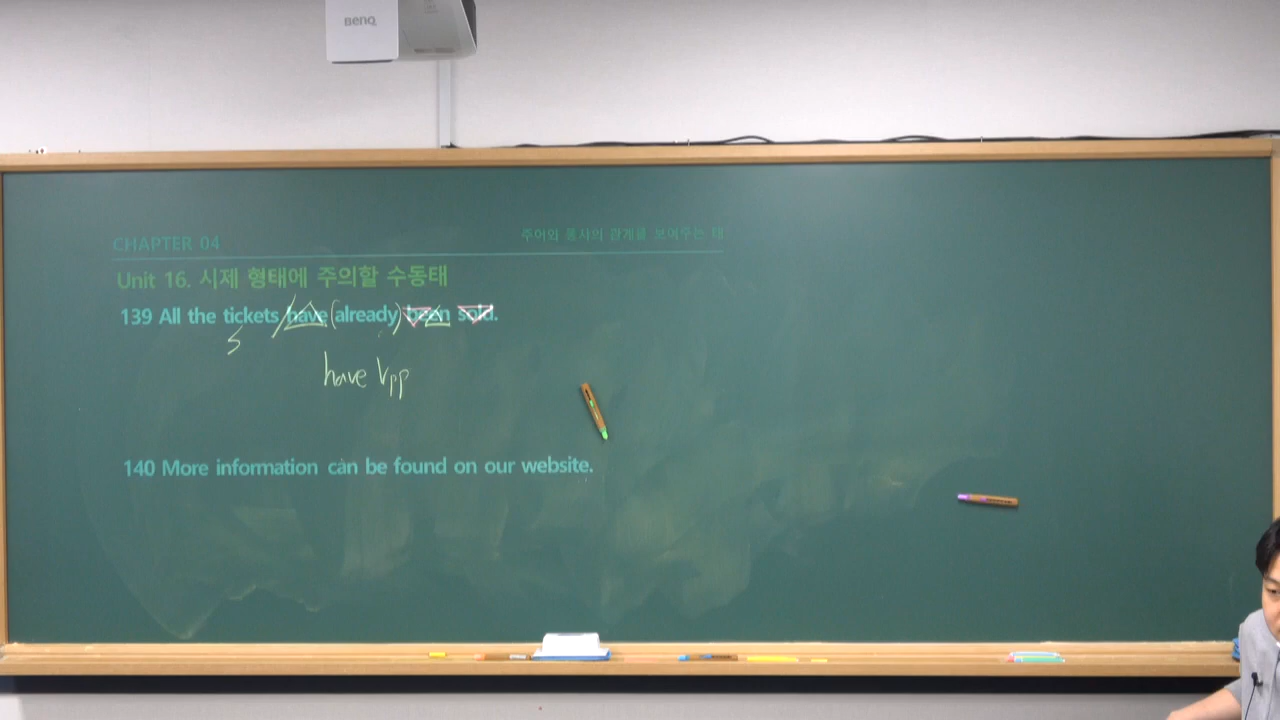 BenQ
CHAPTER 04
주어와 동사의 관계를 보여주는 태
Unit 16. 시제 형태에 주의할 수동태
139 All the tickets / have (already) been sold.
S
have Vpp
140 More information can be found on our website.